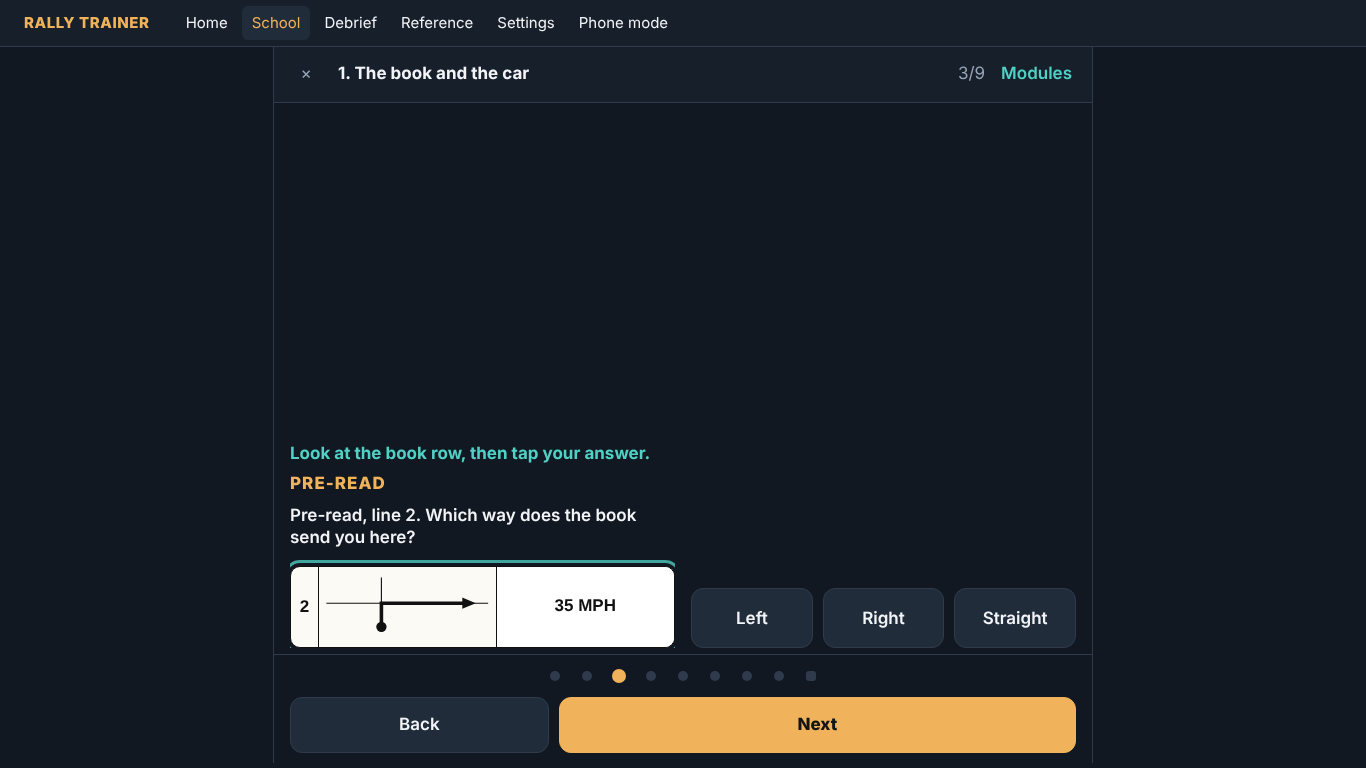 RALLY TRAINER Home School Debrief Reference Settings Phone mode
× 1. The book and the car 3/9 Modules
Look at the book row, then tap your answer.
PRE-READ
Pre-read, line 2. Which way does the book
send you here?
2 35 MPH Left Right Straight
Back Next